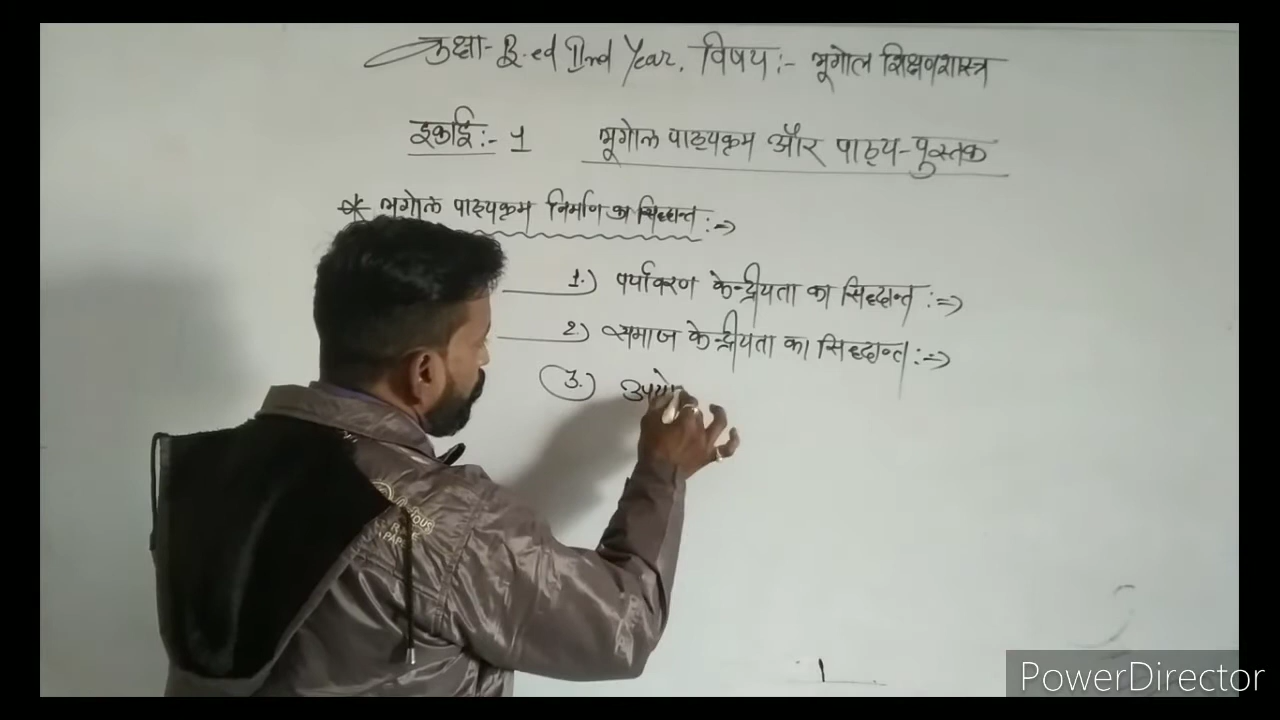 कक्षा- B.ed IInd Year. विषय:- भूगोल शिक्षणशास्त्र
इकाई:- 1 भूगोल पाठ्यक्रम और पाठ्य-पुस्तक
* भूगोल पाठ्यक्रम निर्माण का सिद्धान्त :⇒
1.) पर्यावरण केन्द्रीयता का सिद्धान्त :⇒
2.) समाज केन्द्रीयता का सिद्धान्त :⇒
3.) उपयो
PowerDirector